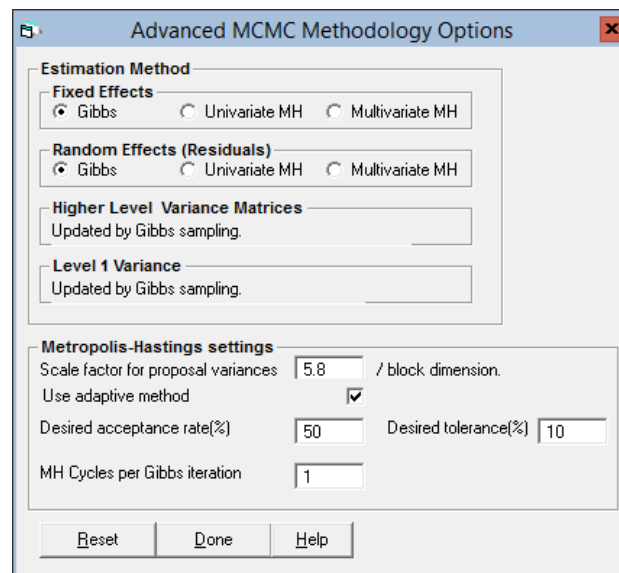 Advanced MCMC Methodology Options
Estimation Method
Fixed Effects
Gibbs Univariate MH Multivariate MH
Random Effects (Residuals)
Gibbs Univariate MH Multivariate MH
Higher Level Variance Matrices
Updated by Gibbs sampling.
Level 1 Variance
Updated by Gibbs sampling.
Metropolis-Hastings settings
Scale factor for proposal variances 5.8 / block dimension.
Use adaptive method
Desired acceptance rate(%) 50 Desired tolerance(%) 10
MH Cycles per Gibbs iteration 1
Reset Done Help